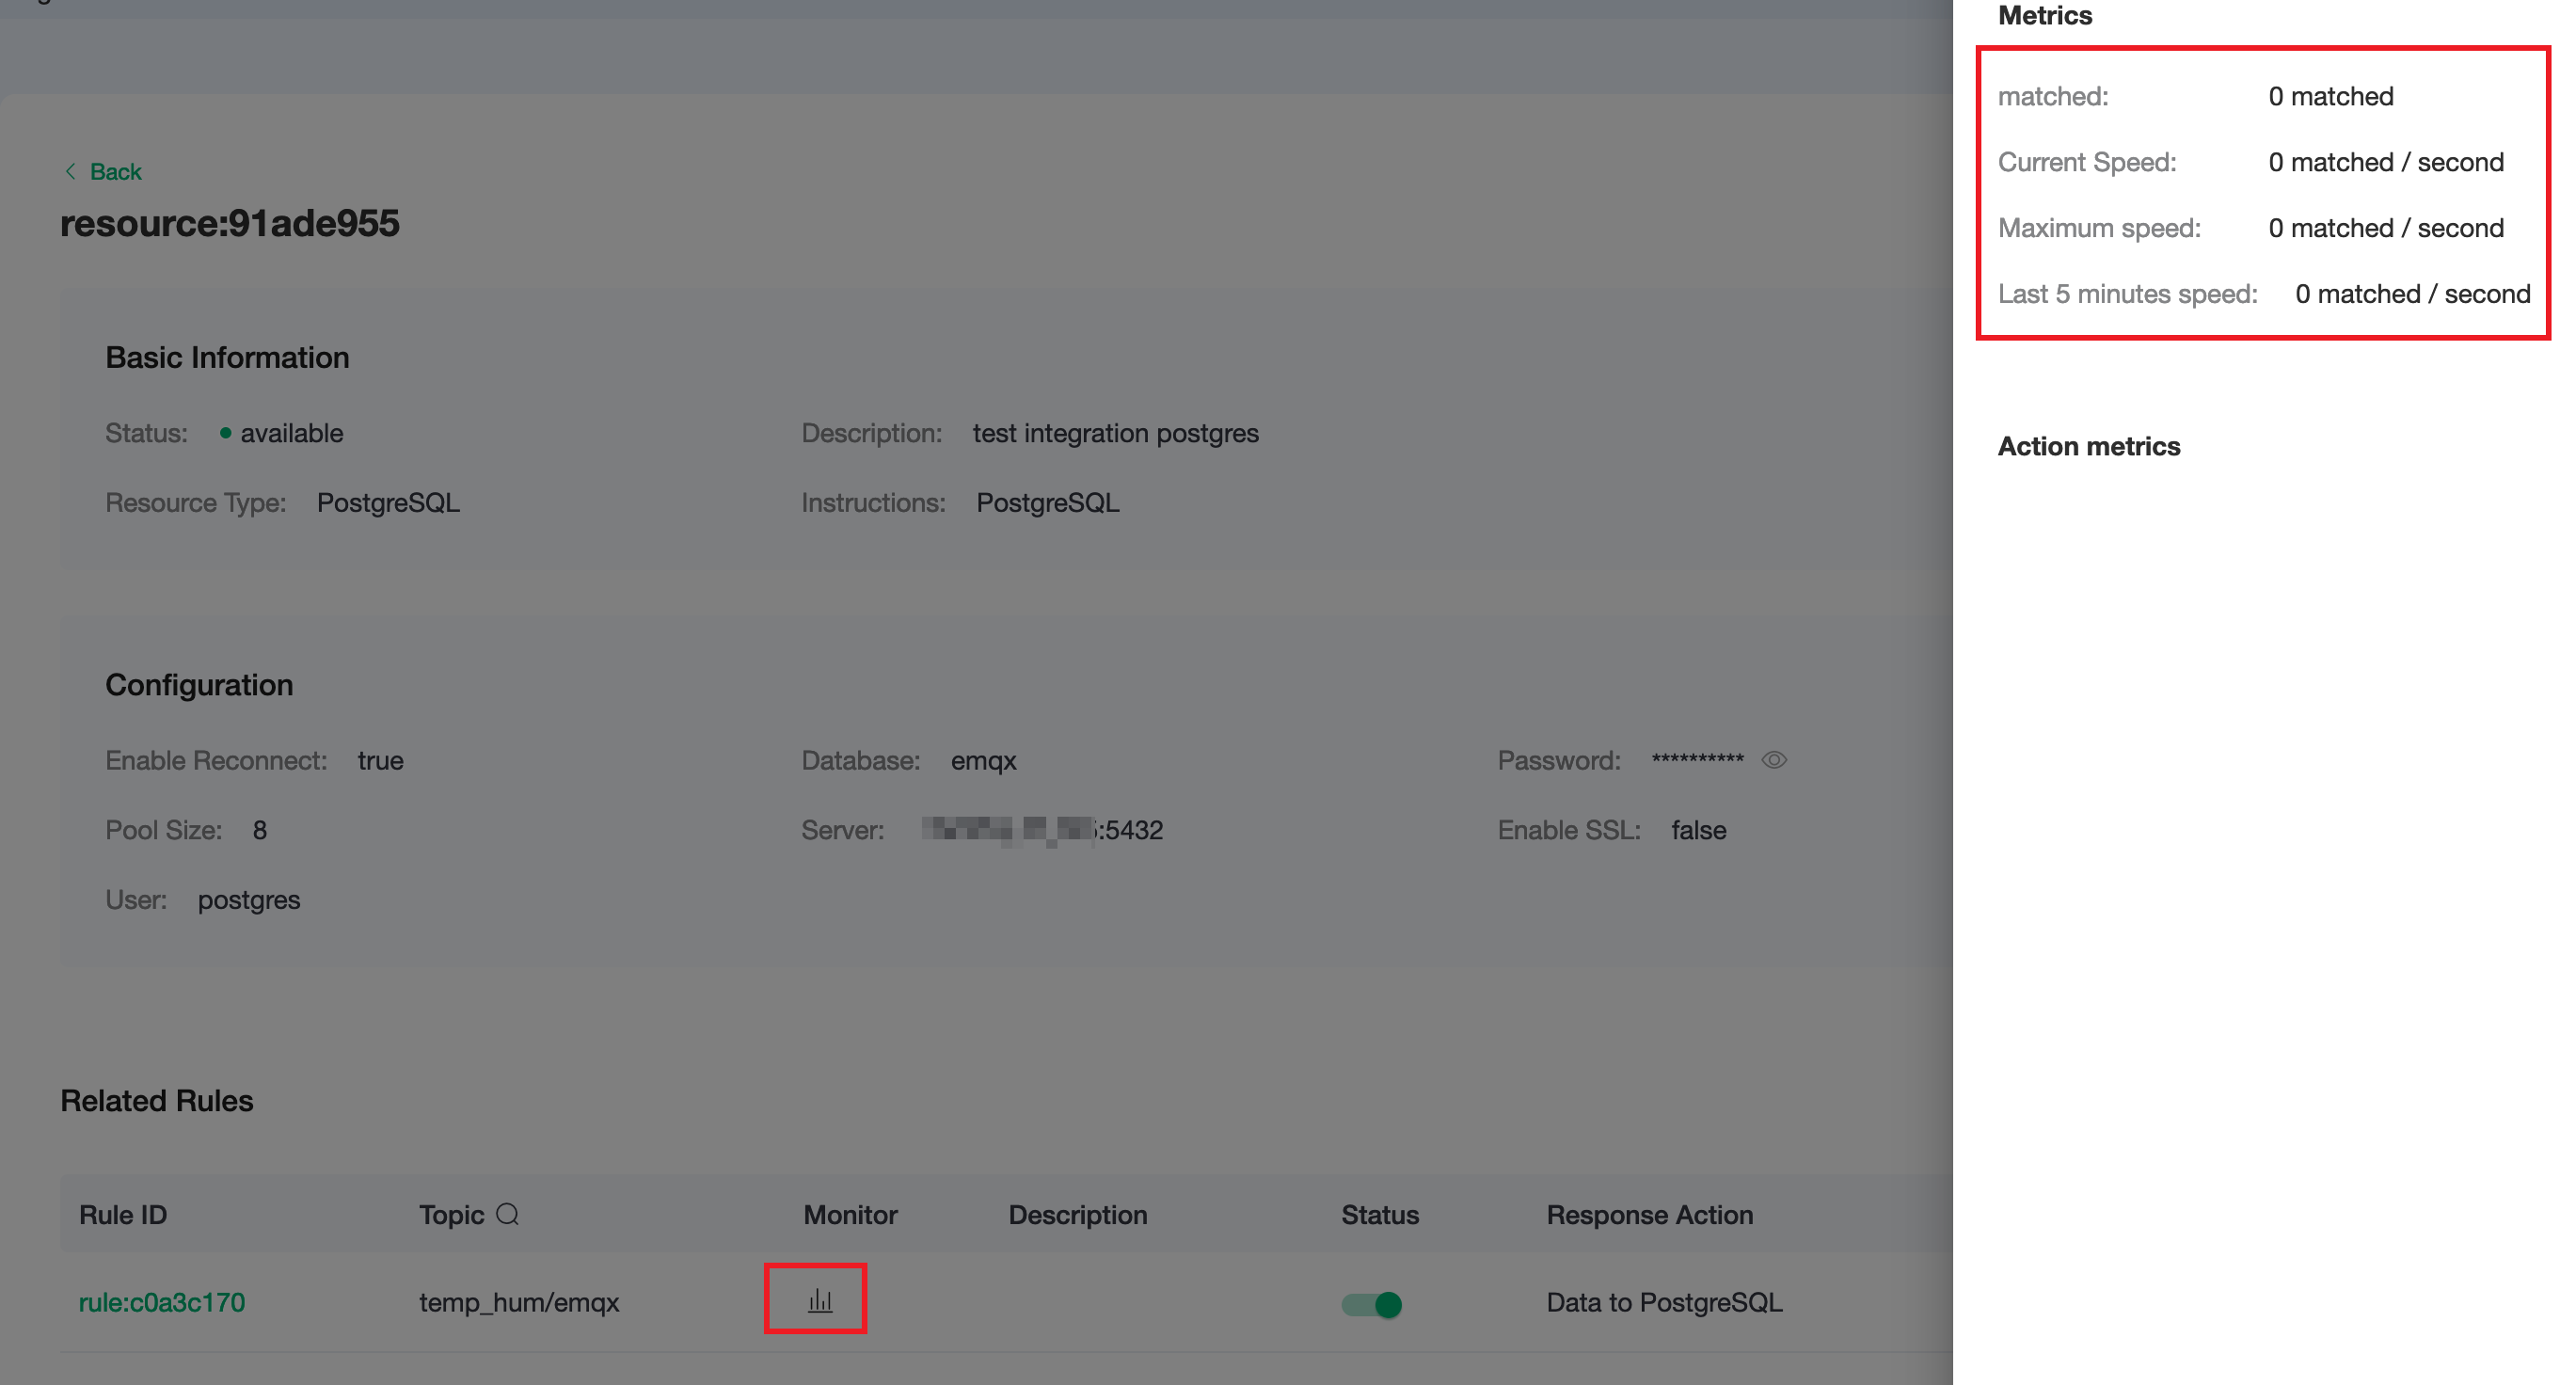 Back
resource:91ade955
Basic Information
Status: available Description: test integration postgres
Resource Type: PostgreSQL Instructions: PostgreSQL
Configuration
Enable Reconnect: true Database: emqx Password: **********
Pool Size: 8 Server: :5432 Enable SSL: false
User: postgres
Related Rules
Rule ID Topic Monitor Description Status Response Action
rule:c0a3c170 temp_hum/emqx Data to PostgreSQL
Metrics
matched: 0 matched
Current Speed: 0 matched / second
Maximum speed: 0 matched / second
Last 5 minutes speed: 0 matched / second
Action metrics